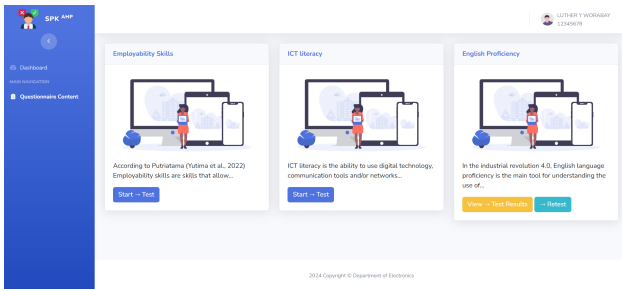 SPK AHP
LUTHER Y WORABAY
12345678
Dashboard
MAIN NAVIGATION
Questionnaire Content
Employability Skills
According to Putriatama (Yutima et al., 2022)
Employability skills are skills that allow...
Start → Test
ICT literacy
ICT literacy is the ability to use digital technology,
communication tools and/or networks...
Start → Test
English Proficiency
In the industrial revolution 4.0, English language
proficiency is the main tool for understanding the
use of...
View → Test Results
→ Retest
2024 Copyright © Department of Electronics